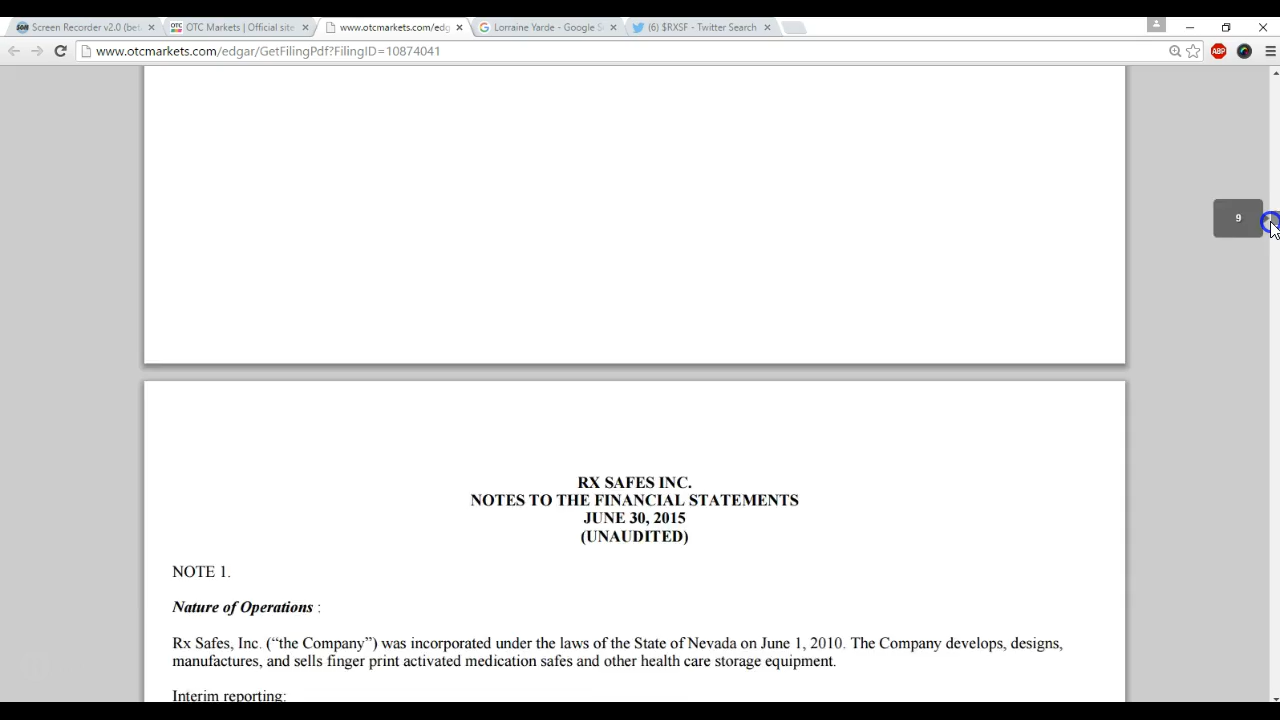 Screen Recorder v2.0 (bet
OTC Markets | Official site
www.otcmarkets.com/edg
Lorraine Yarde - Google S
(6) $RXSF - Twitter Search
www.otcmarkets.com/edgar/GetFilingPdf?FilingID=10874041
ABP
9
RX SAFES INC.
NOTES TO THE FINANCIAL STATEMENTS
JUNE 30, 2015
(UNAUDITED)
NOTE 1.
Nature of Operations :
Rx Safes, Inc. (“the Company”) was incorporated under the laws of the State of Nevada on June 1, 2010. The Company develops, designs,
manufactures, and sells finger print activated medication safes and other health care storage equipment.
Interim reporting: